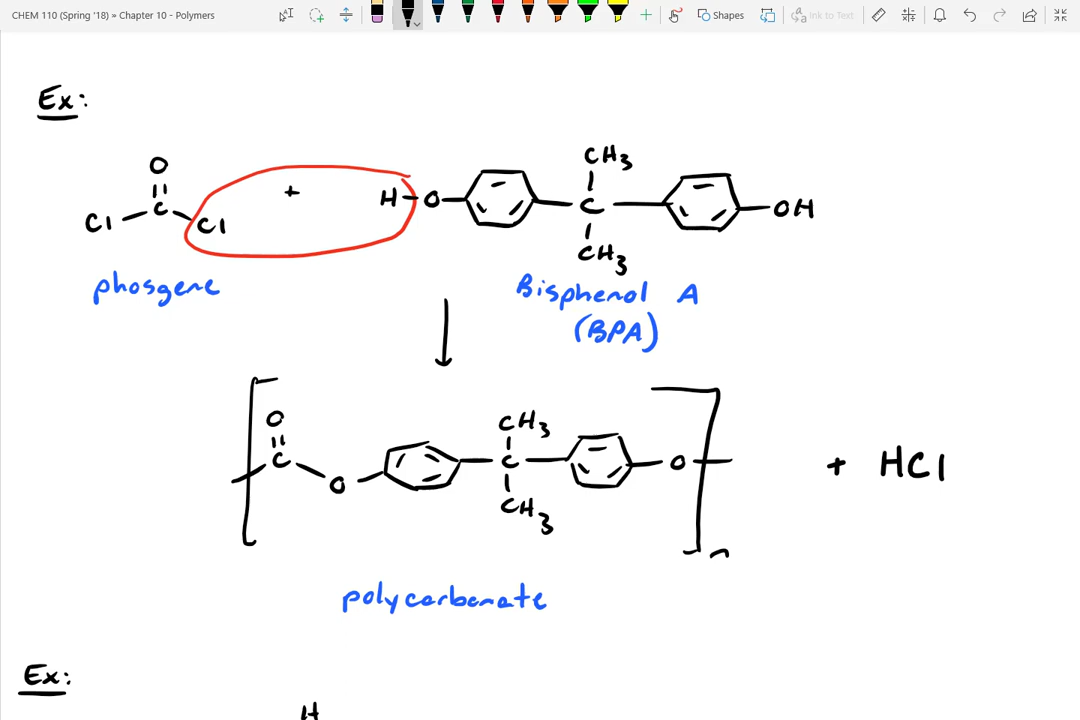 CHEM 110 (Spring '18) » Chapter 10 - Polymers Shapes Ink to Text
Ex:
O
CH3
Cl C Cl + H-O C OH
CH3
phosgene Bisphenol A
(BPA)
O
CH3
C O C O + HCl
CH3
n
polycarbonate
Ex:
H